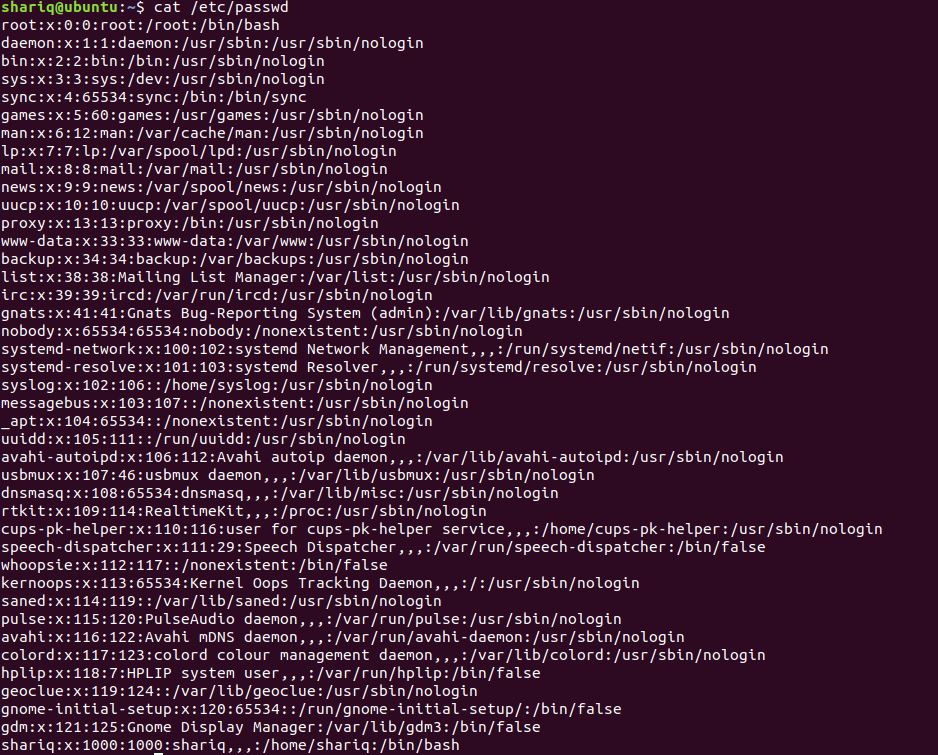 shariq@ubuntu:~$ cat /etc/passwd
root:x:0:0:root:/root:/bin/bash
daemon:x:1:1:daemon:/usr/sbin:/usr/sbin/nologin
bin:x:2:2:bin:/bin:/usr/sbin/nologin
sys:x:3:3:sys:/dev:/usr/sbin/nologin
sync:x:4:65534:sync:/bin:/bin/sync
games:x:5:60:games:/usr/games:/usr/sbin/nologin
man:x:6:12:man:/var/cache/man:/usr/sbin/nologin
lp:x:7:7:lp:/var/spool/lpd:/usr/sbin/nologin
mail:x:8:8:mail:/var/mail:/usr/sbin/nologin
news:x:9:9:news:/var/spool/news:/usr/sbin/nologin
uucp:x:10:10:uucp:/var/spool/uucp:/usr/sbin/nologin
proxy:x:13:13:proxy:/bin:/usr/sbin/nologin
www-data:x:33:33:www-data:/var/www:/usr/sbin/nologin
backup:x:34:34:backup:/var/backups:/usr/sbin/nologin
list:x:38:38:Mailing List Manager:/var/list:/usr/sbin/nologin
irc:x:39:39:ircd:/var/run/ircd:/usr/sbin/nologin
gnats:x:41:41:Gnats Bug-Reporting System (admin):/var/lib/gnats:/usr/sbin/nologin
nobody:x:65534:65534:nobody:/nonexistent:/usr/sbin/nologin
systemd-network:x:100:102:systemd Network Management,,,:/run/systemd/netif:/usr/sbin/nologin
systemd-resolve:x:101:103:systemd Resolver,,,:/run/systemd/resolve:/usr/sbin/nologin
syslog:x:102:106::/home/syslog:/usr/sbin/nologin
messagebus:x:103:107::/nonexistent:/usr/sbin/nologin
_apt:x:104:65534::/nonexistent:/usr/sbin/nologin
uuidd:x:105:111::/run/uuidd:/usr/sbin/nologin
avahi-autoipd:x:106:112:Avahi autoip daemon,,,:/var/lib/avahi-autoipd:/usr/sbin/nologin
usbmux:x:107:46:usbmux daemon,,,:/var/lib/usbmux:/usr/sbin/nologin
dnsmasq:x:108:65534:dnsmasq,,,:/var/lib/misc:/usr/sbin/nologin
rtkit:x:109:114:RealtimeKit,,,:/proc:/usr/sbin/nologin
cups-pk-helper:x:110:116:user for cups-pk-helper service,,,:/home/cups-pk-helper:/usr/sbin/nologin
speech-dispatcher:x:111:29:Speech Dispatcher,,,:/var/run/speech-dispatcher:/bin/false
whoopsie:x:112:117::/nonexistent:/bin/false
kernoops:x:113:65534:Kernel Oops Tracking Daemon,,,:/:/usr/sbin/nologin
saned:x:114:119::/var/lib/saned:/usr/sbin/nologin
pulse:x:115:120:PulseAudio daemon,,,:/var/run/pulse:/usr/sbin/nologin
avahi:x:116:122:Avahi mDNS daemon,,,:/var/run/avahi-daemon:/usr/sbin/nologin
colord:x:117:123:colord colour management daemon,,,:/var/lib/colord:/usr/sbin/nologin
hplip:x:118:7:HPLIP system user,,,:/var/run/hplip:/bin/false
geoclue:x:119:124::/var/lib/geoclue:/usr/sbin/nologin
gnome-initial-setup:x:120:65534::/run/gnome-initial-setup/:/bin/false
gdm:x:121:125:Gnome Display Manager:/var/lib/gdm3:/bin/false
shariq:x:1000:1000:shariq,,,:/home/shariq:/bin/bash